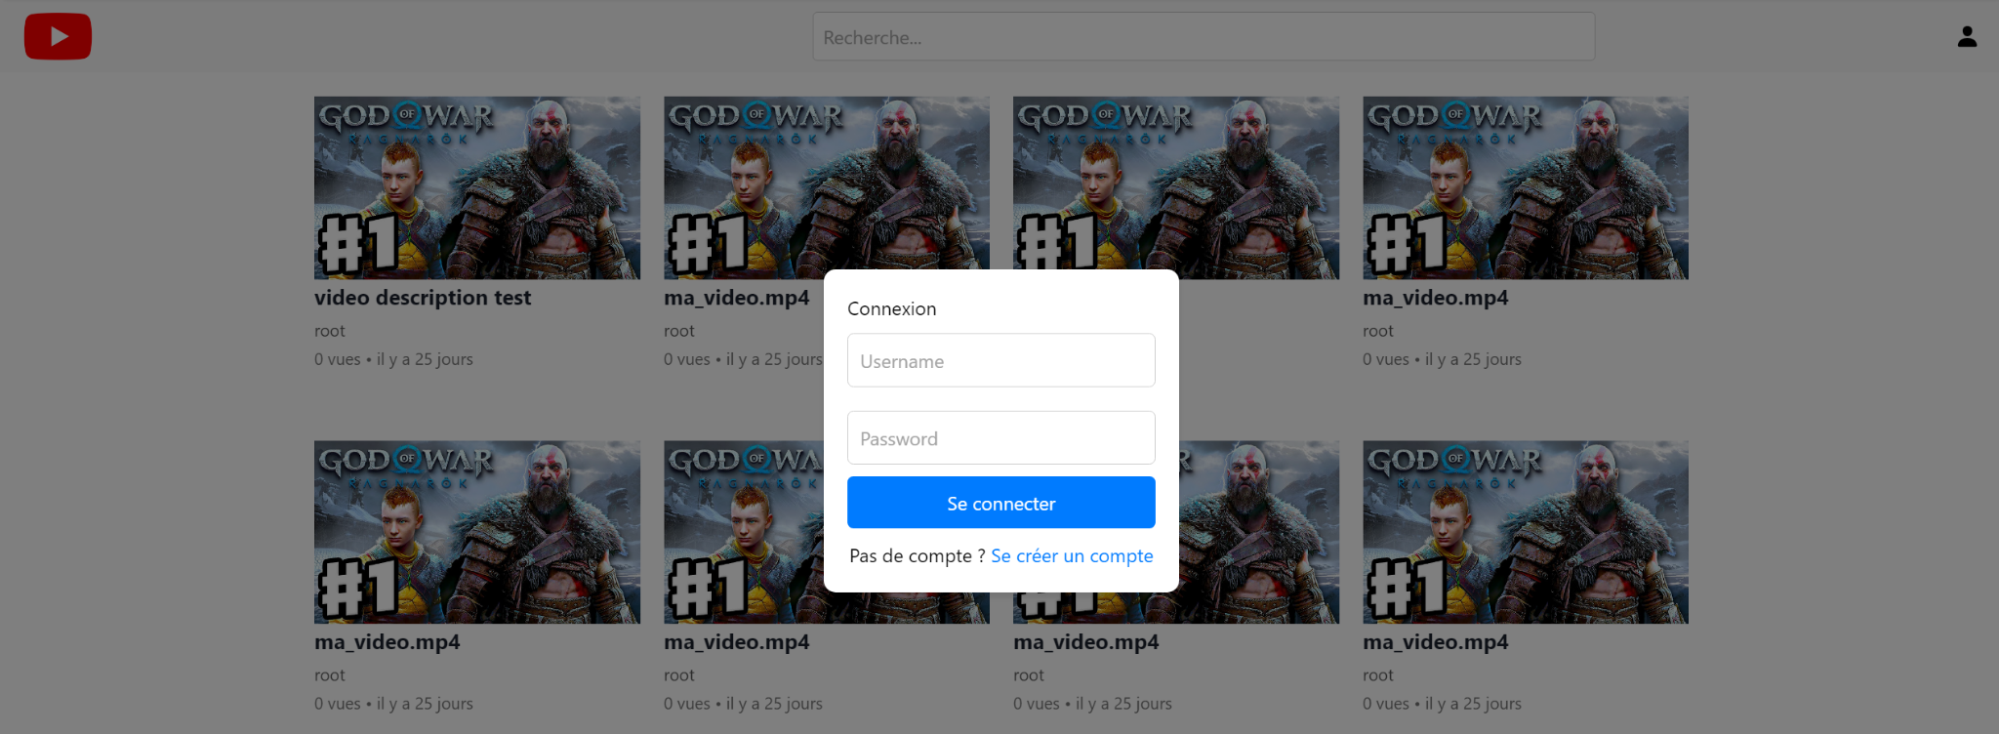 Recherche...
GOD OF WAR
RAGNARÖK
#1
GOD OF WAR
RAGNARÖK
#1
GOD OF WAR
RAGNARÖK
#1
GOD OF WAR
RAGNARÖK
#1
video description test
ma_video.mp4
ma_video.mp4
root
root
root
0 vues • il y a 25 jours
0 vues • il y a 25 jours
0 vues • il y a 25 jours
Connexion
Username
Password
Se connecter
Pas de compte ? Se créer un compte
GOD OF WAR
RAGNARÖK
#1
GOD OF WA
RAGNARÖ
#1
#1
GOD OF WAR
RAGNARÖK
#1
ma_video.mp4
ma_video.mp4
ma_video.mp4
ma_video.mp4
root
root
root
root
0 vues • il y a 25 jours
0 vues • il y a 25 jours
0 vues • il y a 25 jours
0 vues • il y a 25 jours